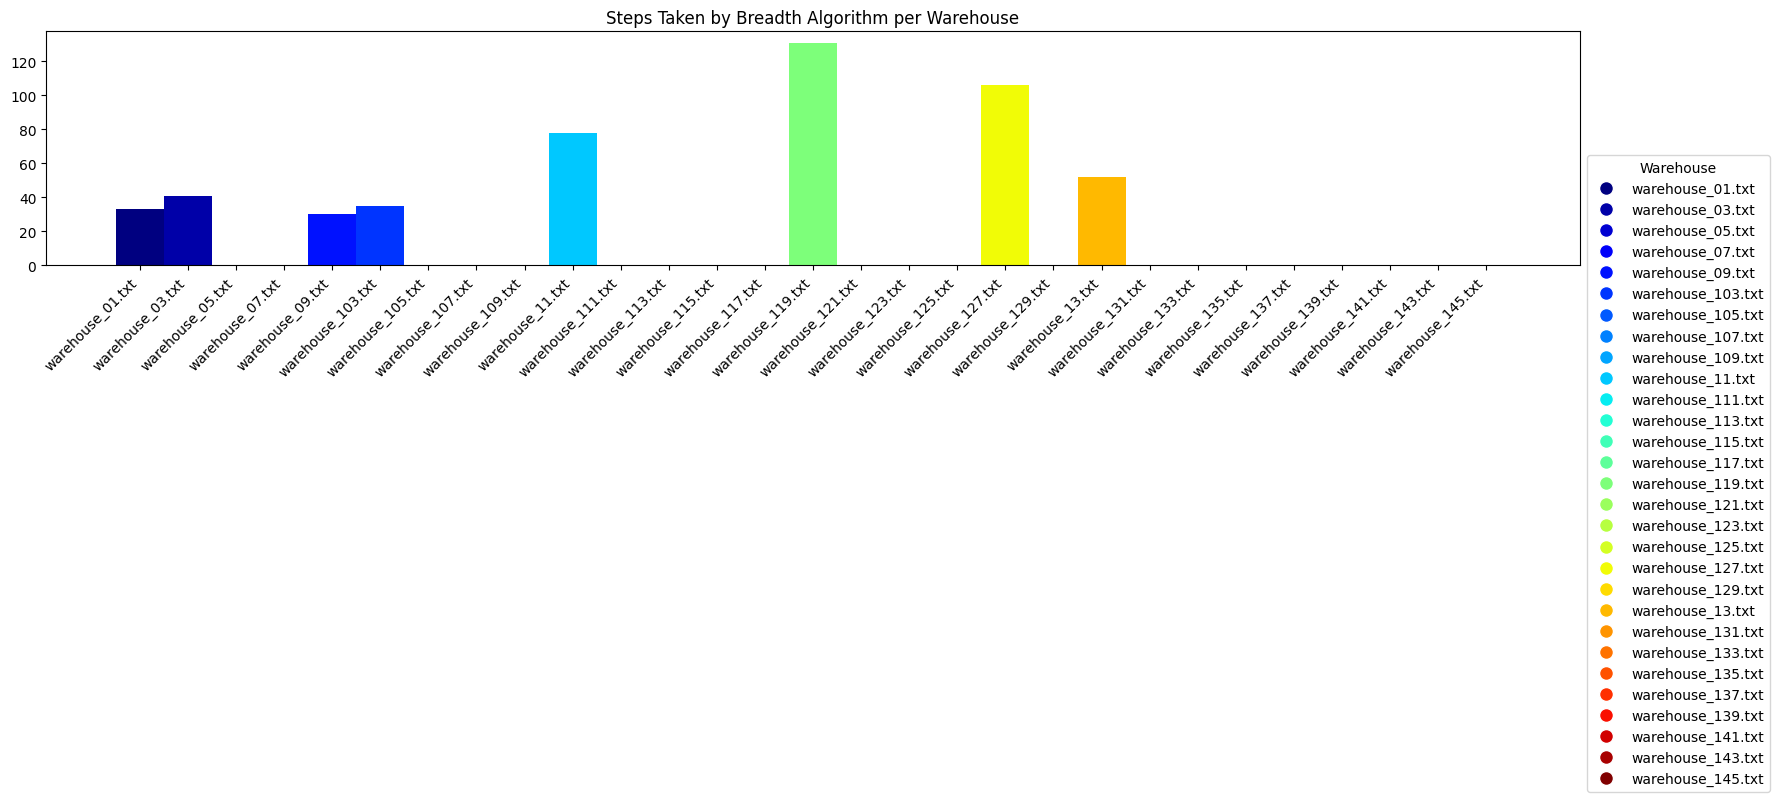 Steps Taken by Breadth Algorithm per Warehouse
120
100
80
60
40
20
0
warehouse_01.txt
warehouse_03.txt
warehouse_05.txt
warehouse_07.txt
warehouse_09.txt
warehouse_103.txt
warehouse_105.txt
warehouse_107.txt
warehouse_109.txt
warehouse_11.txt
warehouse_111.txt
warehouse_113.txt
warehouse_115.txt
warehouse_117.txt
warehouse_119.txt
warehouse_121.txt
warehouse_123.txt
warehouse_125.txt
warehouse_127.txt
warehouse_129.txt
warehouse_13.txt
warehouse_131.txt
warehouse_133.txt
warehouse_135.txt
warehouse_137.txt
warehouse_139.txt
warehouse_141.txt
warehouse_143.txt
warehouse_145.txt
Warehouse
warehouse_01.txt
warehouse_03.txt
warehouse_05.txt
warehouse_07.txt
warehouse_09.txt
warehouse_103.txt
warehouse_105.txt
warehouse_107.txt
warehouse_109.txt
warehouse_11.txt
warehouse_111.txt
warehouse_113.txt
warehouse_115.txt
warehouse_117.txt
warehouse_119.txt
warehouse_121.txt
warehouse_123.txt
warehouse_125.txt
warehouse_127.txt
warehouse_129.txt
warehouse_13.txt
warehouse_131.txt
warehouse_133.txt
warehouse_135.txt
warehouse_137.txt
warehouse_139.txt
warehouse_141.txt
warehouse_143.txt
warehouse_145.txt